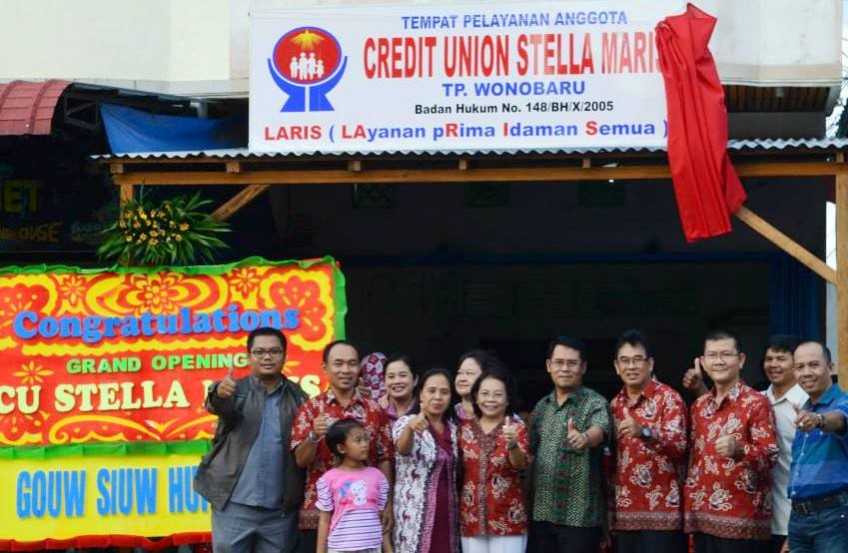 TEMPAT PELAYANAN ANGGOTA
CREDIT UNION STELLA MARIS
TP. WONOBARU
Badan Hukum No. 148/BH/X/2005
LARIS ( LAyanan pRima Idaman Semua )
Congratulations
GRAND OPENING
CU STELLA
GOUW SIUW